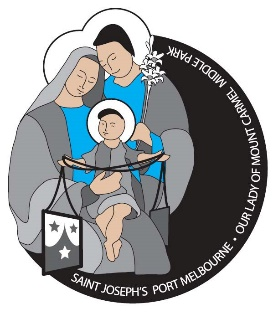 SAINT JOSEPH'S PORT MELBOURNE • OUR LADY OF MOUNT CARMEL MIDDLE PARK